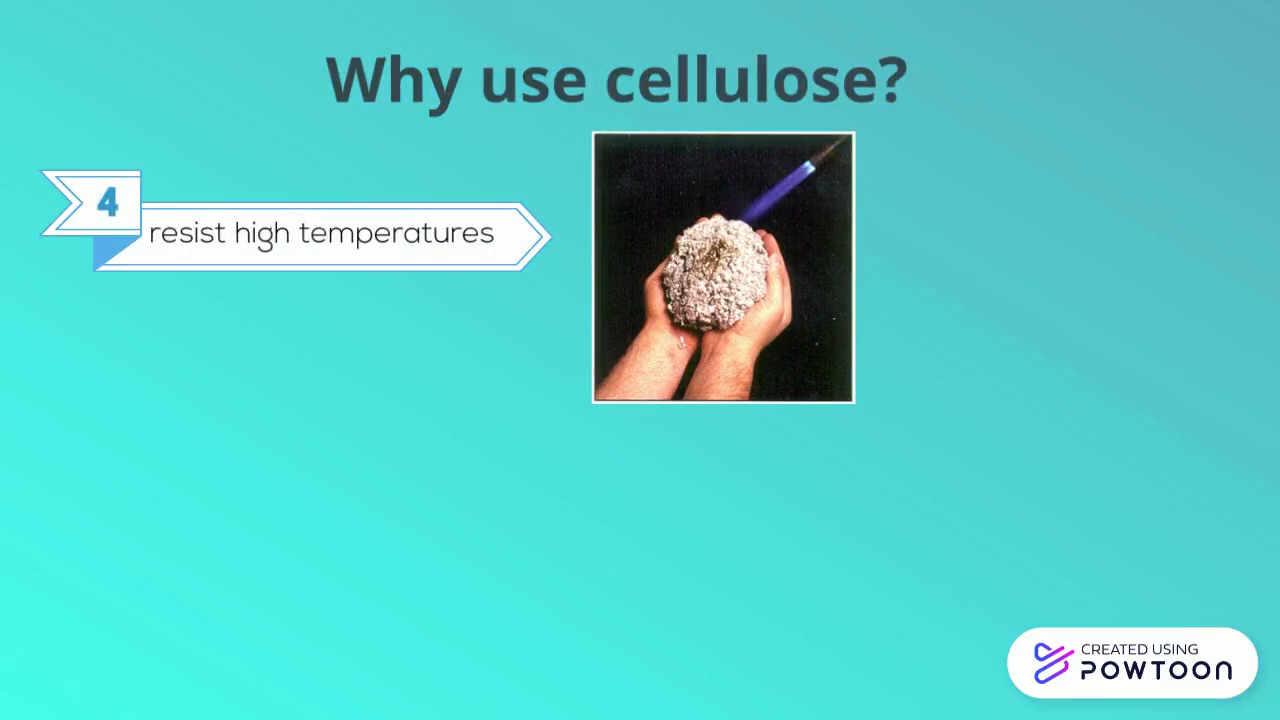 Why use cellulose?
4
resist high temperatures
CREATED USING
POWTOON